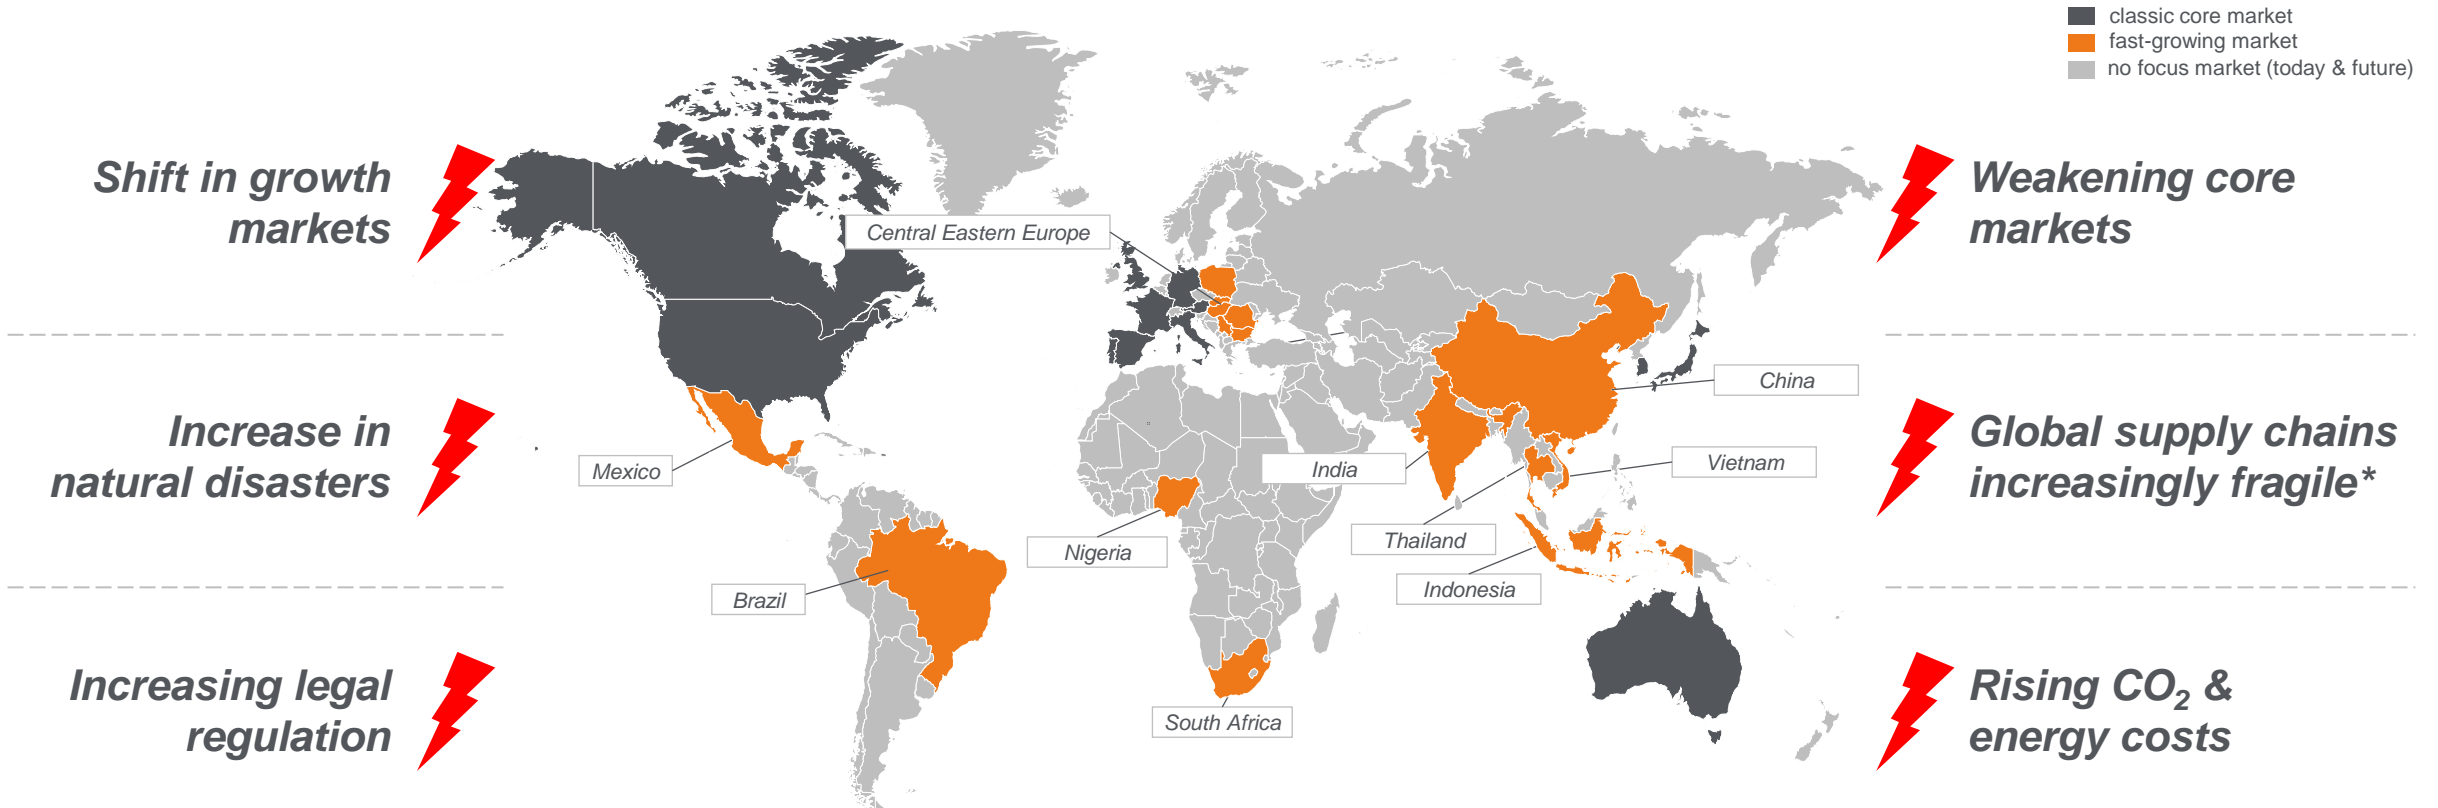 classic core market
fast-growing market
no focus market (today & future)
Shift in growth
markets
Increase in
natural disasters
Increasing legal
regulation
Central Eastern Europe
China
Mexico
India
Vietnam
Nigeria
Thailand
Brazil
Indonesia
South Africa
Weakening core
markets
Global supply chains
increasingly fragile*
Rising CO₂ &
energy costs